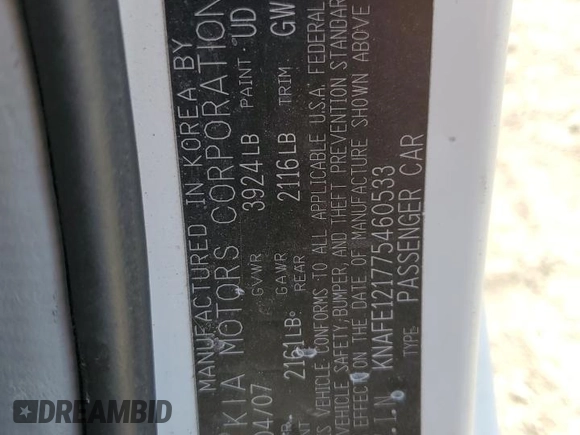 MANUFACTURED IN KOREA BY
KIA MOTORS CORPORATION
04/07 GVWR 3924LB PAINT: UD
2161LB GAWR REAR 2116LB TRIM GW
VEHICLE CONFORMS TO ALL APPLICABLE U.S.A. FEDERAL
VEHICLE SAFETY, BUMPER, AND THEFT PREVENTION STANDAR
EFFECT ON THE DATE OF MANUFACTURE SHOWN ABOVE
V.I.N KNAFE121775460533
TYPE: PASSENGER CAR
© RIDESAFELY